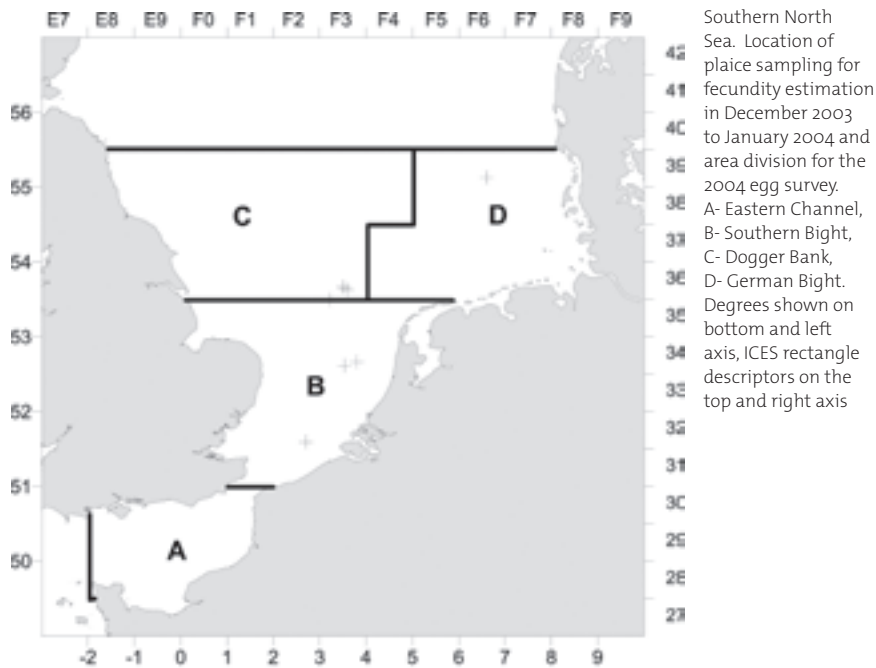 E7 E8 E9 F0 F1 F2 F3 F4 F5 F6 F7 F8 F9
42
41
40
39
38
37
36
35
34
33
32
31
30
29
28
27
56
55
54
53
52
51
50
C
D
B
A
-2 -1 0 1 2 3 4 5 6 7 8 9
Southern North
Sea. Location of
plaice sampling for
fecundity estimation
in December 2003
to January 2004 and
area division for the
2004 egg survey.
A- Eastern Channel,
B- Southern Bight,
C- Dogger Bank,
D- German Bight.
Degrees shown on
bottom and left
axis, ICES rectangle
descriptors on the
top and right axis